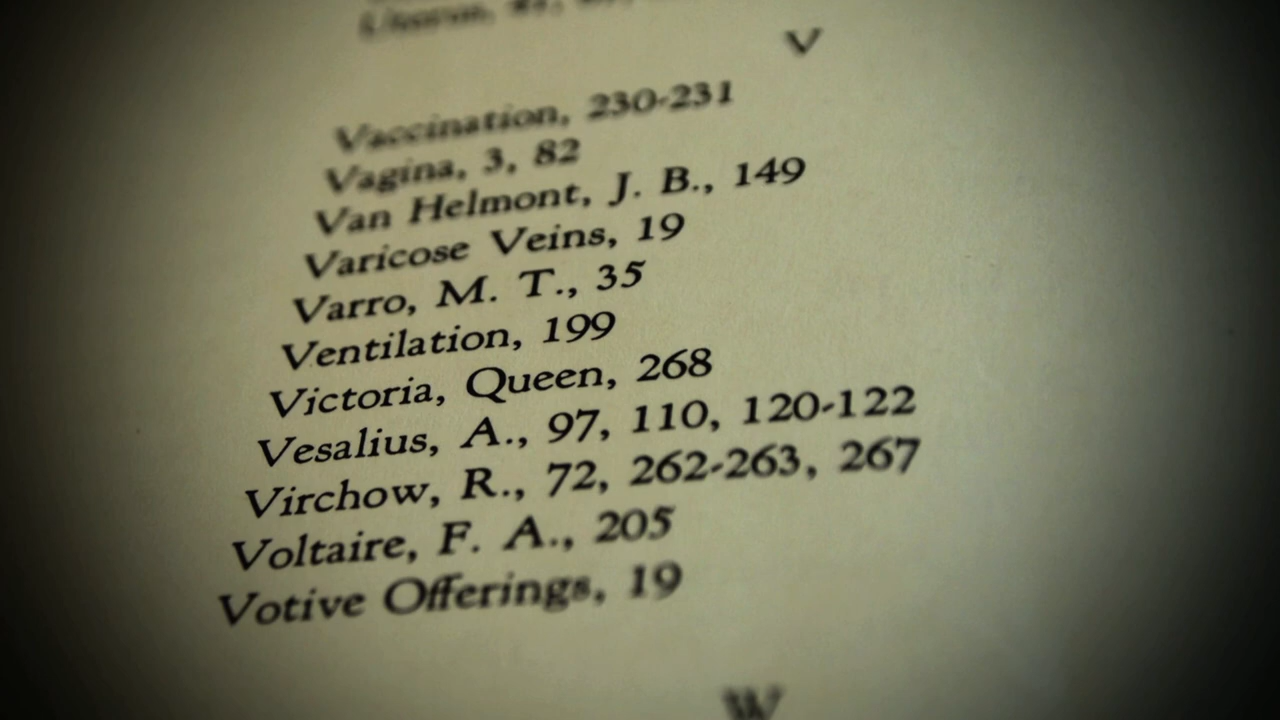 V
Vaccination, 230-231
Vagina, 3, 82
Van Helmont, J. B., 149
Varicose Veins, 19
Varro, M. T., 35
Ventilation, 199
Victoria, Queen, 268
Vesalius, A., 97, 110, 120-122
Virchow, R., 72, 262-263, 267
Voltaire, F. A., 205
Votive Offerings, 19
W